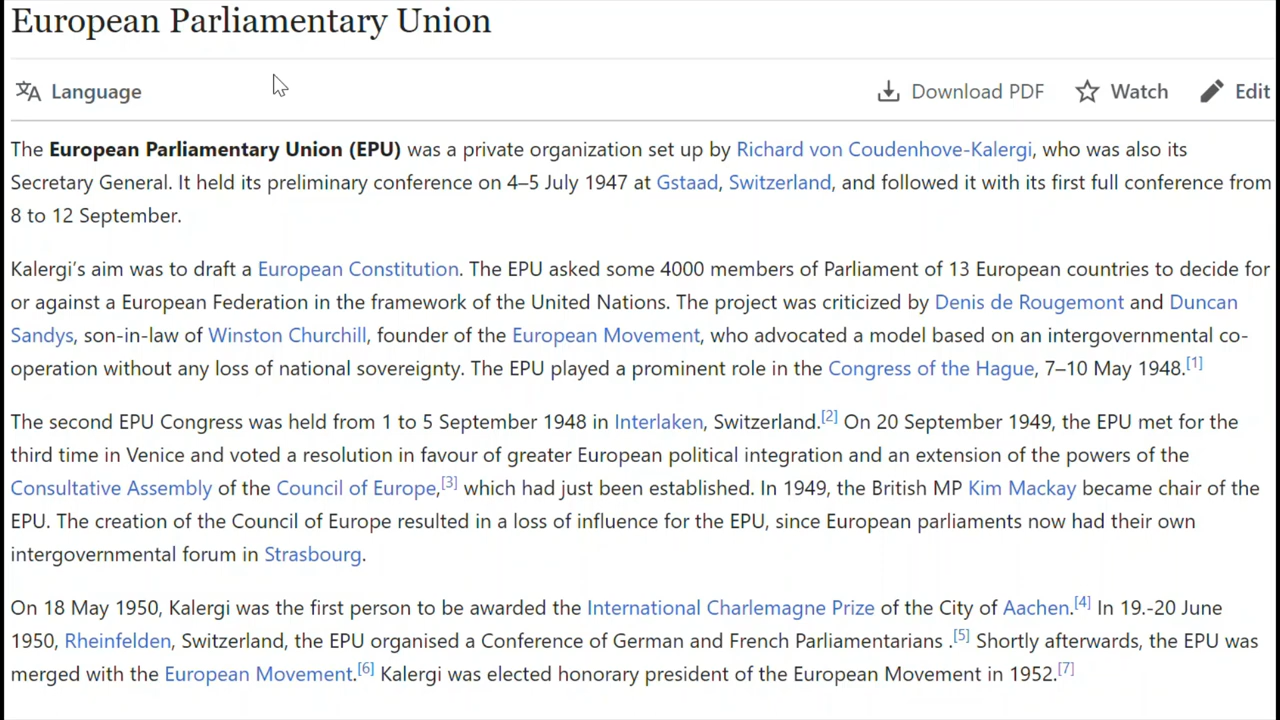 European Parliamentary Union
Language
Download PDF
Watch
Edit
The European Parliamentary Union (EPU) was a private organization set up by Richard von Coudenhove-Kalergi, who was also its
Secretary General. It held its preliminary conference on 4–5 July 1947 at Gstaad, Switzerland, and followed it with its first full conference from
8 to 12 September.
Kalergi's aim was to draft a European Constitution. The EPU asked some 4000 members of Parliament of 13 European countries to decide for
or against a European Federation in the framework of the United Nations. The project was criticized by Denis de Rougemont and Duncan
Sandys, son-in-law of Winston Churchill, founder of the European Movement, who advocated a model based on an intergovernmental co-
operation without any loss of national sovereignty. The EPU played a prominent role in the Congress of the Hague, 7–10 May 1948.[1]
The second EPU Congress was held from 1 to 5 September 1948 in Interlaken, Switzerland.[2] On 20 September 1949, the EPU met for the
third time in Venice and voted a resolution in favour of greater European political integration and an extension of the powers of the
Consultative Assembly of the Council of Europe,[3] which had just been established. In 1949, the British MP Kim Mackay became chair of the
EPU. The creation of the Council of Europe resulted in a loss of influence for the EPU, since European parliaments now had their own
intergovernmental forum in Strasbourg.
On 18 May 1950, Kalergi was the first person to be awarded the International Charlemagne Prize of the City of Aachen.[4] In 19.-20 June
1950, Rheinfelden, Switzerland, the EPU organised a Conference of German and French Parliamentarians .[5] Shortly afterwards, the EPU was
merged with the European Movement.[6] Kalergi was elected honorary president of the European Movement in 1952.[7]